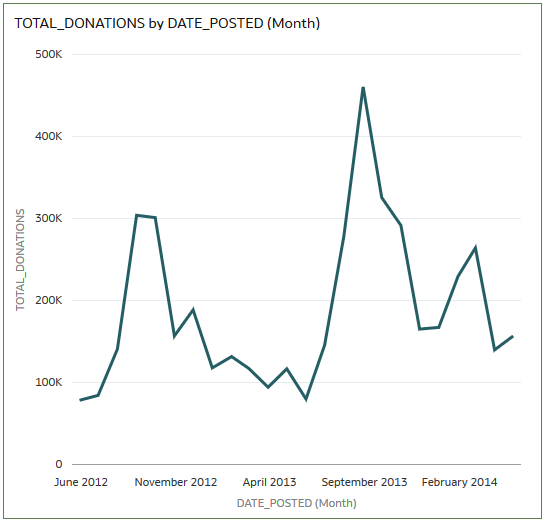 TOTAL_DONATIONS by DATE_POSTED (Month)
500K
400K
300K
200K
100K
0
TOTAL_DONATIONS
June 2012 November 2012 April 2013 September 2013 February 2014
DATE_POSTED (Month)